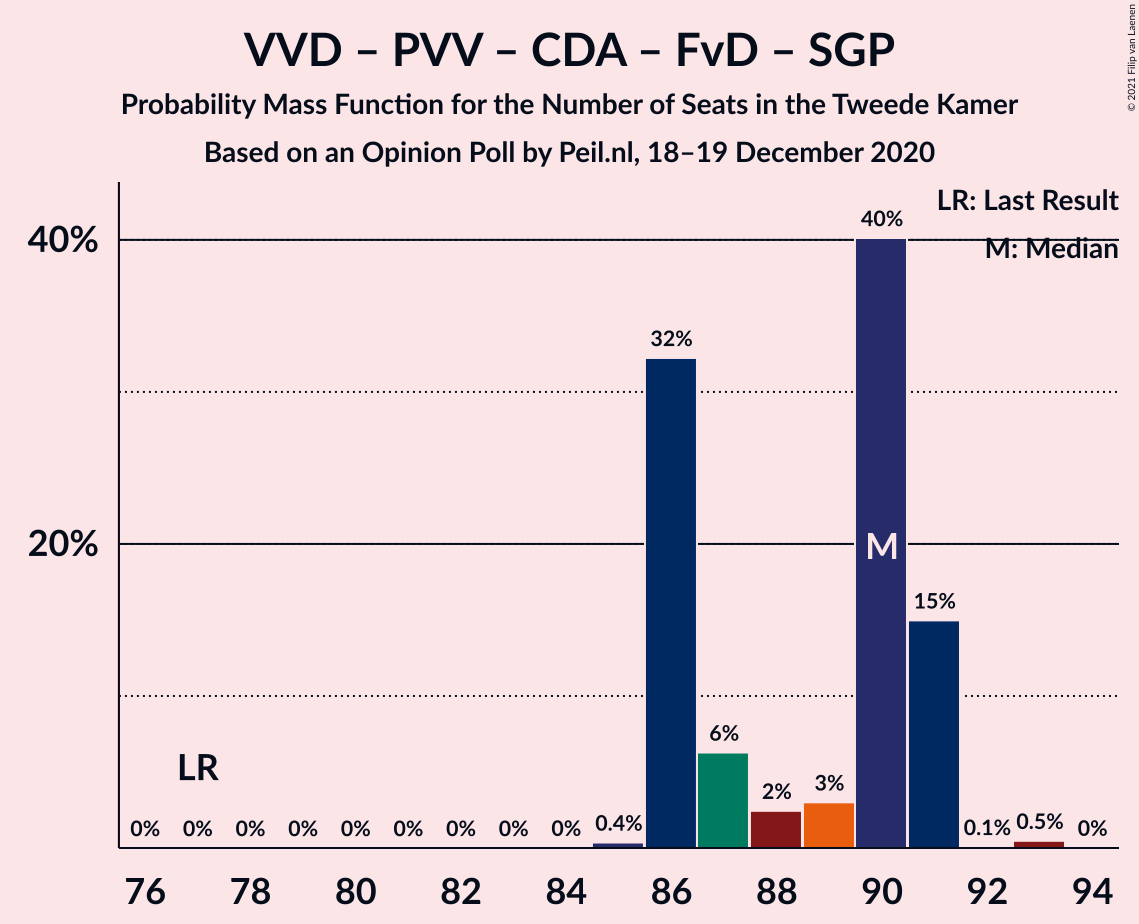 VVD – PVV – CDA – FvD – SGP
Probability Mass Function for the Number of Seats in the Tweede Kamer
Based on an Opinion Poll by Peil.nl, 18–19 December 2020
© 2021 Filip van Laenen
LR: Last Result
M: Median
40%
20%
LR
0%
0%
0%
0%
0%
0%
0%
0%
0%
0.4%
32%
6%
2%
3%
40%
M
15%
0.1%
0.5%
0%
76 78 80 82 84 86 88 90 92 94